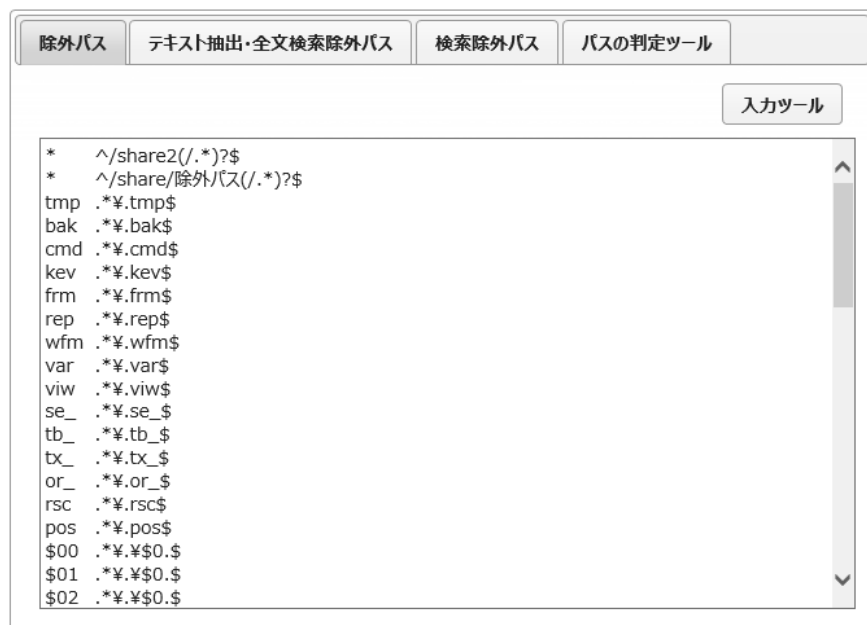 除外パス テキスト抽出・全文検索除外パス 検索除外パス パスの判定ツール
入力ツール
* ^/share2(/.*)?$
* ^/share/除外パス(/.*)?$
tmp .*¥.tmp$
bak .*¥.bak$
cmd .*¥.cmd$
kev .*¥.kev$
frm .*¥.frm$
rep .*¥.rep$
wfm .*¥.wfm$
var .*¥.var$
viw .*¥.viw$
se_ .*¥.se_$
tb_ .*¥.tb_$
tx_ .*¥.tx_$
or_ .*¥.or_$
rsc .*¥.rsc$
pos .*¥.pos$
$00 .*¥.¥$0.$
$01 .*¥.¥$0.$
$02 .*¥.¥$0.$